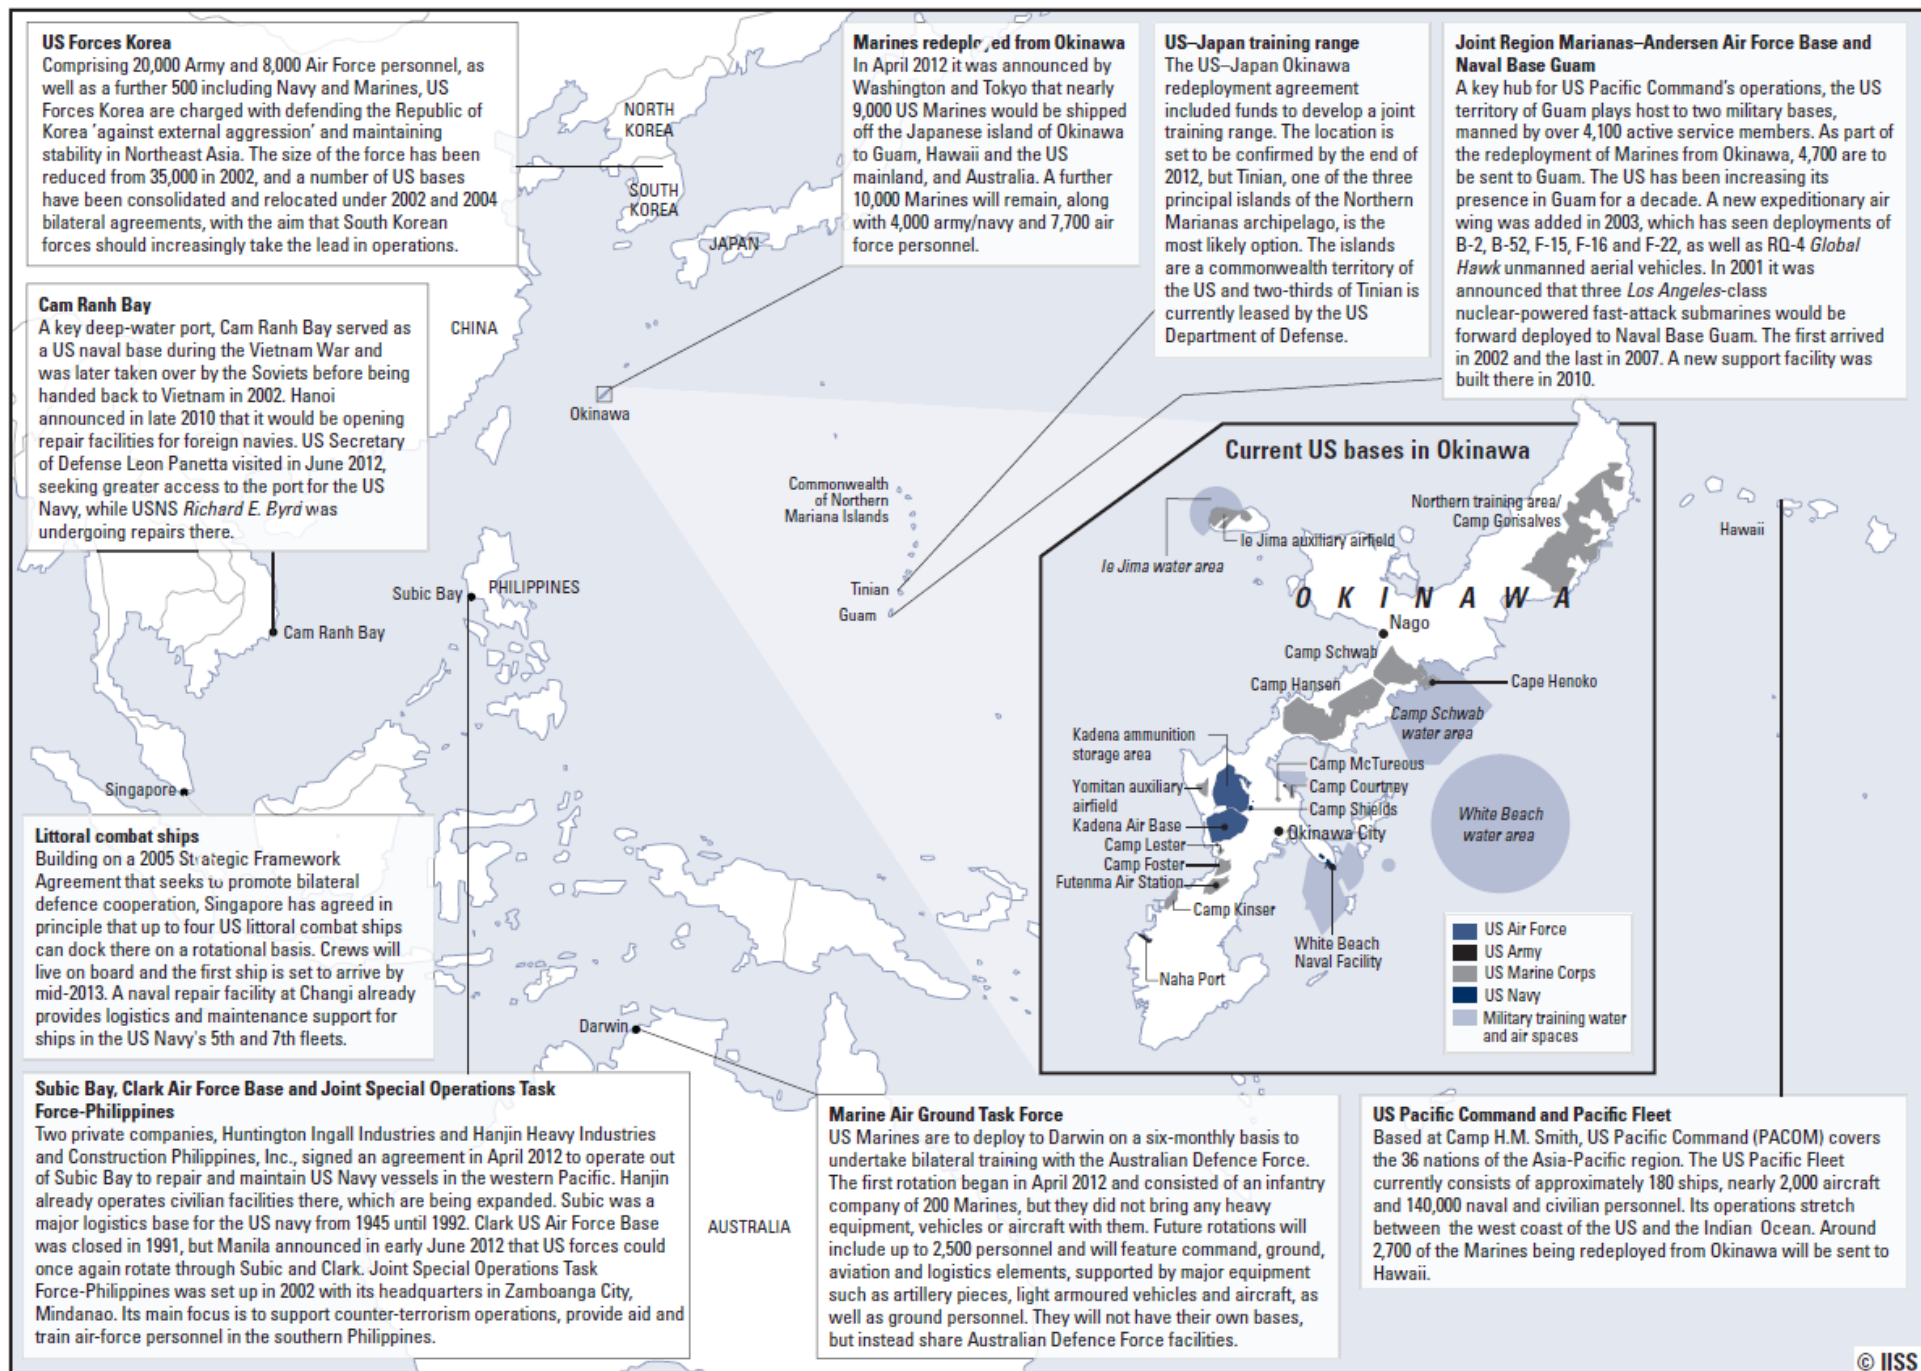 US Forces Korea
Comprising 20,000 Army and 8,000 Air Force personnel, as
well as a further 500 including Navy and Marines, US
Forces Korea are charged with defending the Republic of
Korea 'against external aggression' and maintaining
stability in Northeast Asia. The size of the force has been
reduced from 35,000 in 2002, and a number of US bases
have been consolidated and relocated under 2002 and 2004
bilateral agreements, with the aim that South Korean
forces should increasingly take the lead in operations.
Marines redeployed from Okinawa
In April 2012 it was announced by
Washington and Tokyo that nearly
9,000 US Marines would be shipped
off the Japanese island of Okinawa
to Guam, Hawaii and the US
mainland, and Australia. A further
10,000 Marines will remain, along
with 4,000 army/navy and 7,700 air
force personnel.
US–Japan training range
The US–Japan Okinawa
redeployment agreement
included funds to develop a joint
training range. The location is
set to be confirmed by the end of
2012, but Tinian, one of the three
principal islands of the Northern
Marianas archipelago, is the
most likely option. The islands
are a commonwealth territory of
the US and two-thirds of Tinian is
currently leased by the US
Department of Defense.
Joint Region Marianas–Andersen Air Force Base and
Naval Base Guam
A key hub for US Pacific Command's operations, the US
territory of Guam plays host to two military bases,
manned by over 4,100 active service members. As part of
the redeployment of Marines from Okinawa, 4,700 are to
be sent to Guam. The US has been increasing its
presence in Guam for a decade. A new expeditionary air
wing was added in 2003, which has seen deployments of
B-2, B-52, F-15, F-16 and F-22, as well as RQ-4 Global
Hawk unmanned aerial vehicles. In 2001 it was
announced that three Los Angeles-class
nuclear-powered fast-attack submarines would be
forward deployed to Naval Base Guam. The first arrived
in 2002 and the last in 2007. A new support facility was
built there in 2010.
NORTH
KOREA
SOUTH
KOREA
JAPAN
CHINA
Okinawa
Cam Ranh Bay
A key deep-water port, Cam Ranh Bay served as
a US naval base during the Vietnam War and
was later taken over by the Soviets before being
handed back to Vietnam in 2002. Hanoi
announced in late 2010 that it would be opening
repair facilities for foreign navies. US Secretary
of Defense Leon Panetta visited in June 2012,
seeking greater access to the port for the US
Navy, while USNS Richard E. Byrd was
undergoing repairs there.
Commonwealth
of Northern
Mariana Islands
Tinian
Guam
Hawaii
Subic Bay
PHILIPPINES
Cam Ranh Bay
Singapore
Darwin
AUSTRALIA
Current US bases in Okinawa
Northern training area/
Camp Gonsalves
Ie Jima auxiliary airfield
Ie Jima water area
OKINAWA
Nago
Camp Schwab
Camp Hansen
Cape Henoko
Camp Schwab
water area
Kadena ammunition
storage area
Yomitan auxiliary
airfield
Kadena Air Base
Camp Lester
Camp Foster
Futenma Air Station
Camp Kinser
Naha Port
Camp McTureous
Camp Courtney
Camp Shields
Okinawa City
White Beach
water area
White Beach
Naval Facility
US Air Force
US Army
US Marine Corps
US Navy
Military training water
and air spaces
Littoral combat ships
Building on a 2005 Strategic Framework
Agreement that seeks to promote bilateral
defence cooperation, Singapore has agreed in
principle that up to four US littoral combat ships
can dock there on a rotational basis. Crews will
live on board and the first ship is set to arrive by
mid-2013. A naval repair facility at Changi already
provides logistics and maintenance support for
ships in the US Navy's 5th and 7th fleets.
Subic Bay, Clark Air Force Base and Joint Special Operations Task
Force-Philippines
Two private companies, Huntington Ingall Industries and Hanjin Heavy Industries
and Construction Philippines, Inc., signed an agreement in April 2012 to operate out
of Subic Bay to repair and maintain US Navy vessels in the western Pacific. Hanjin
already operates civilian facilities there, which are being expanded. Subic was a
major logistics base for the US navy from 1945 until 1992. Clark US Air Force Base
was closed in 1991, but Manila announced in early June 2012 that US forces could
once again rotate through Subic and Clark. Joint Special Operations Task
Force-Philippines was set up in 2002 with its headquarters in Zamboanga City,
Mindanao. Its main focus is to support counter-terrorism operations, provide aid and
train air-force personnel in the southern Philippines.
Marine Air Ground Task Force
US Marines are to deploy to Darwin on a six-monthly basis to
undertake bilateral training with the Australian Defence Force.
The first rotation began in April 2012 and consisted of an infantry
company of 200 Marines, but they did not bring any heavy
equipment, vehicles or aircraft with them. Future rotations will
include up to 2,500 personnel and will feature command, ground,
aviation and logistics elements, supported by major equipment
such as artillery pieces, light armoured vehicles and aircraft, as
well as ground personnel. They will not have their own bases,
but instead share Australian Defence Force facilities.
US Pacific Command and Pacific Fleet
Based at Camp H.M. Smith, US Pacific Command (PACOM) covers
the 36 nations of the Asia-Pacific region. The US Pacific Fleet
currently consists of approximately 180 ships, nearly 2,000 aircraft
and 140,000 naval and civilian personnel. Its operations stretch
between the west coast of the US and the Indian Ocean. Around
2,700 of the Marines being redeployed from Okinawa will be sent to
Hawaii.
© IISS